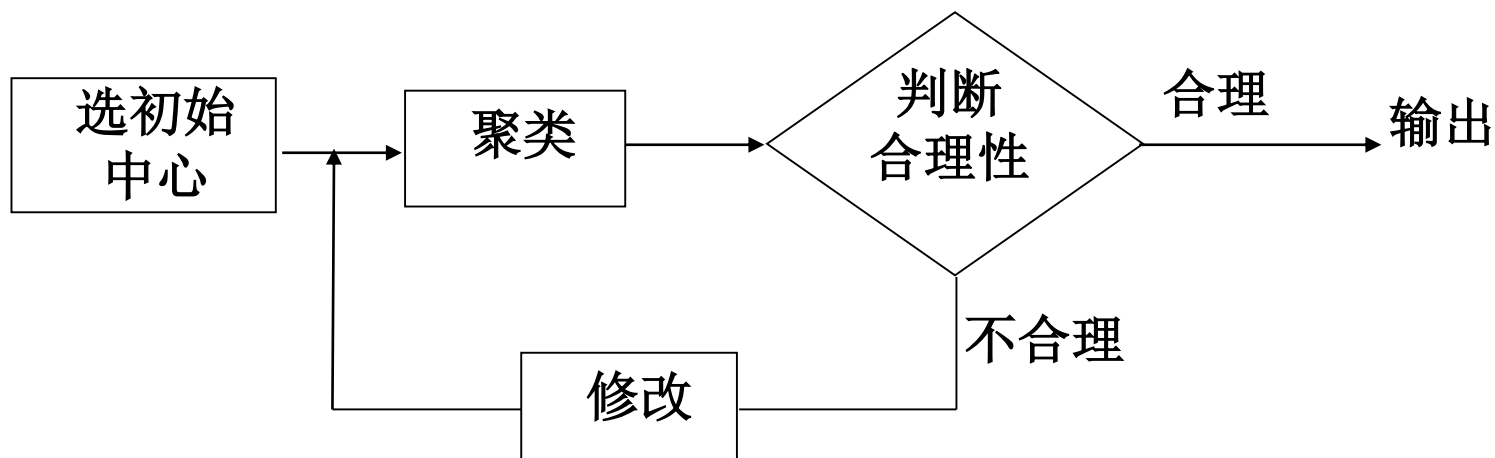 选初始
中心
聚类
判断
合理性
合理
输出
不合理
修改